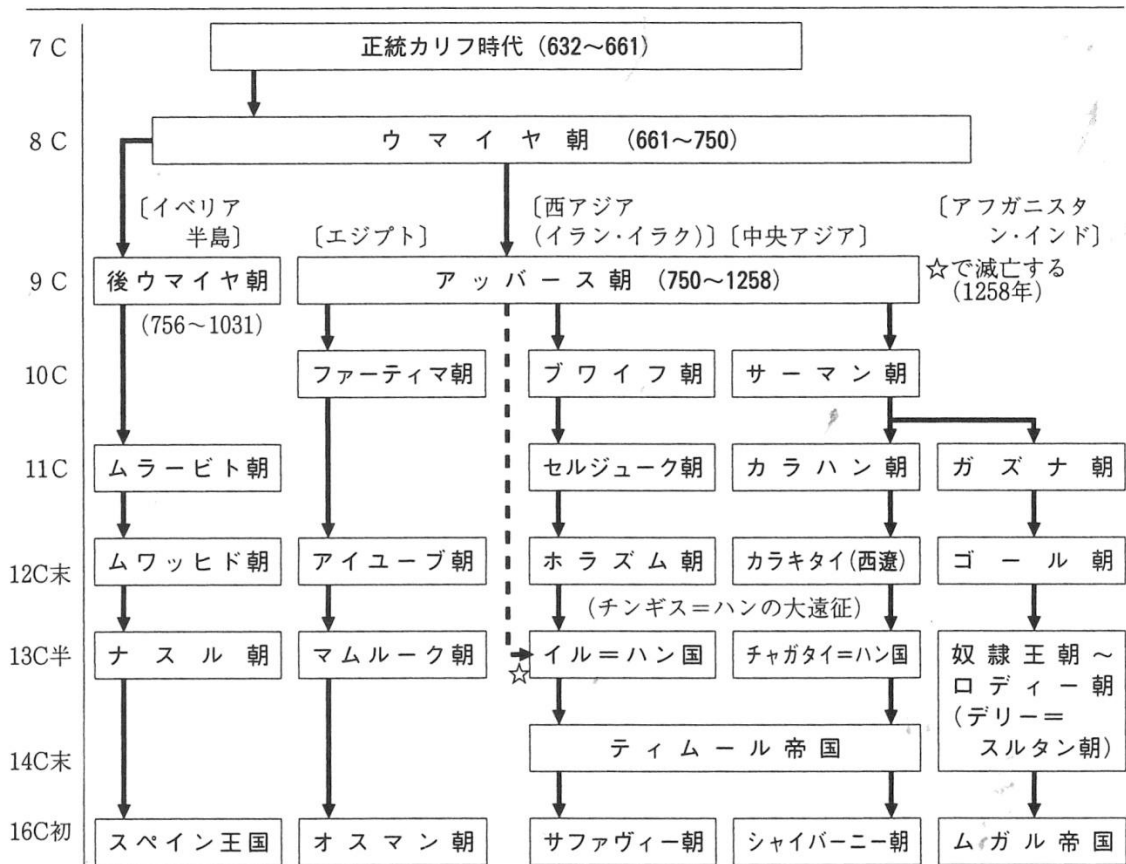 7 C
正統カリフ時代 (632～661)
8 C
ウマイヤ朝 (661～750)
〔イベリア
半島〕
〔エジプト〕
〔西アジア
(イラン・イラク)〕
〔中央アジア〕
〔アフガニスタ
ン・インド〕
9 C
後ウマイヤ朝
アッバース朝 (750～1258)
☆で滅亡する
(1258年)
(756～1031)
10C
ファーティマ朝
ブワイフ朝
サーマン朝
11C
ムラービト朝
セルジューク朝
カラハン朝
ガズナ朝
12C末
ムワッヒド朝
アイユーブ朝
ホラズム朝
カラキタイ(西遼)
ゴール朝
(チンギス＝ハンの大遠征)
13C半
ナスル朝
マムルーク朝
☆
イル＝ハン国
チャガタイ＝ハン国
奴隷王朝～
ロディー朝
(デリー＝
スルタン朝)
14C末
ティムール帝国
16C初
スペイン王国
オスマン朝
サファヴィー朝
シャイバーニー朝
ムガル帝国